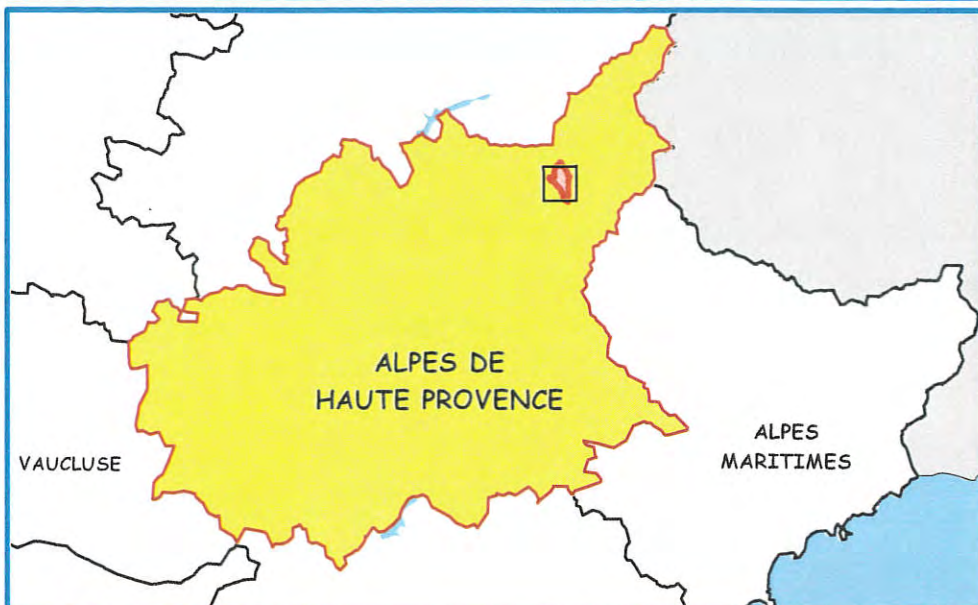 ALPES DE
HAUTE PROVENCE
VAUCLUSE
ALPES
MARITIMES